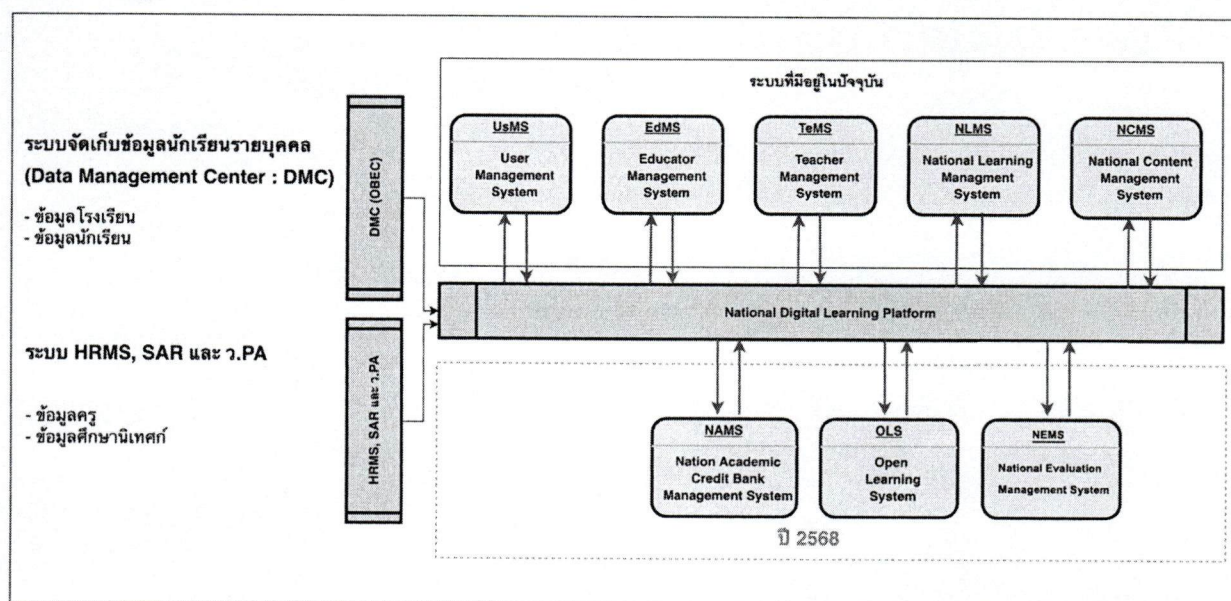 ระบบจัดเก็บข้อมูลนักเรียนรายบุคคล
(Data Management Center : DMC)
- ข้อมูลโรงเรียน
- ข้อมูลนักเรียน
ระบบ HRMS, SAR และ ว.PA
- ข้อมูลครู
- ข้อมูลศึกษานิเทศก์
DMC (OBEC)
HRMS, SAR และ ว.PA
ระบบที่มีอยู่ในปัจจุบัน
UsMS
User
Management
System
EdMS
Educator
Management
System
TeMS
Teacher
Management
System
NLMS
National Learning
Managment
System
NCMS
National Content
Management
System
National Digital Learning Platform
NAMS
Nation Academic
Credit Bank
Management System
OLS
Open
Learning
System
NEMS
National Evaluation
Management System
ปี 2568